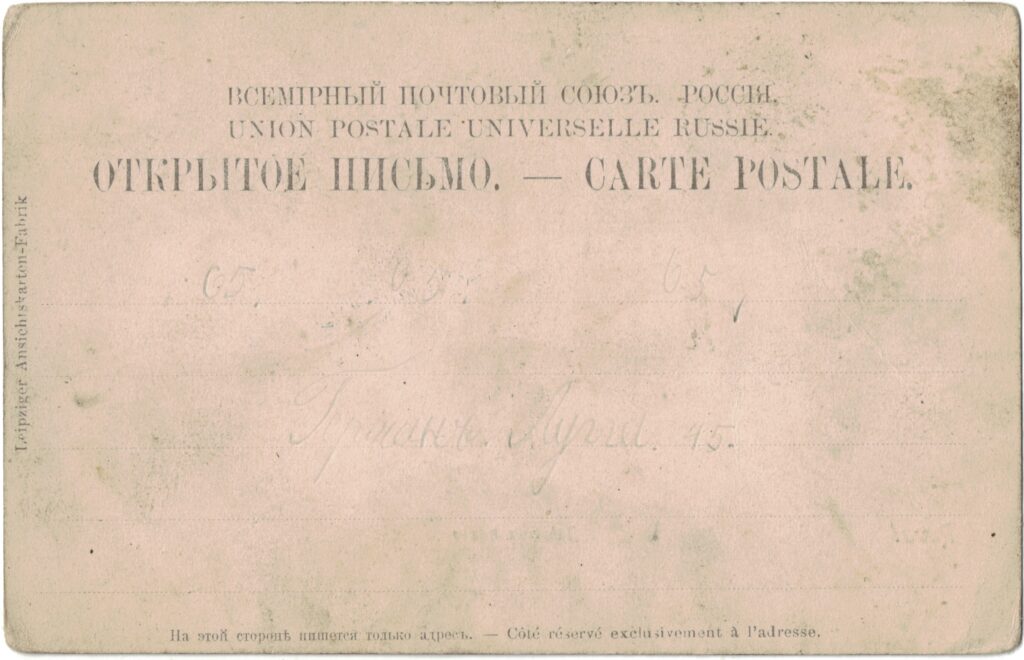 ВСЕМІРНЫЙ ПОЧТОВЫЙ СОЮЗЪ. РОССІЯ.
UNION POSTALE UNIVERSELLE RUSSIE.
ОТКРЫТОЕ ПИСЬМО. — CARTE POSTALE.
Leipziger Ansichtskarten-Fabrik
65. 65. 65
45.
На этой сторонѣ пишется только адресъ. — Côté réservé exclusivement à l'adresse.